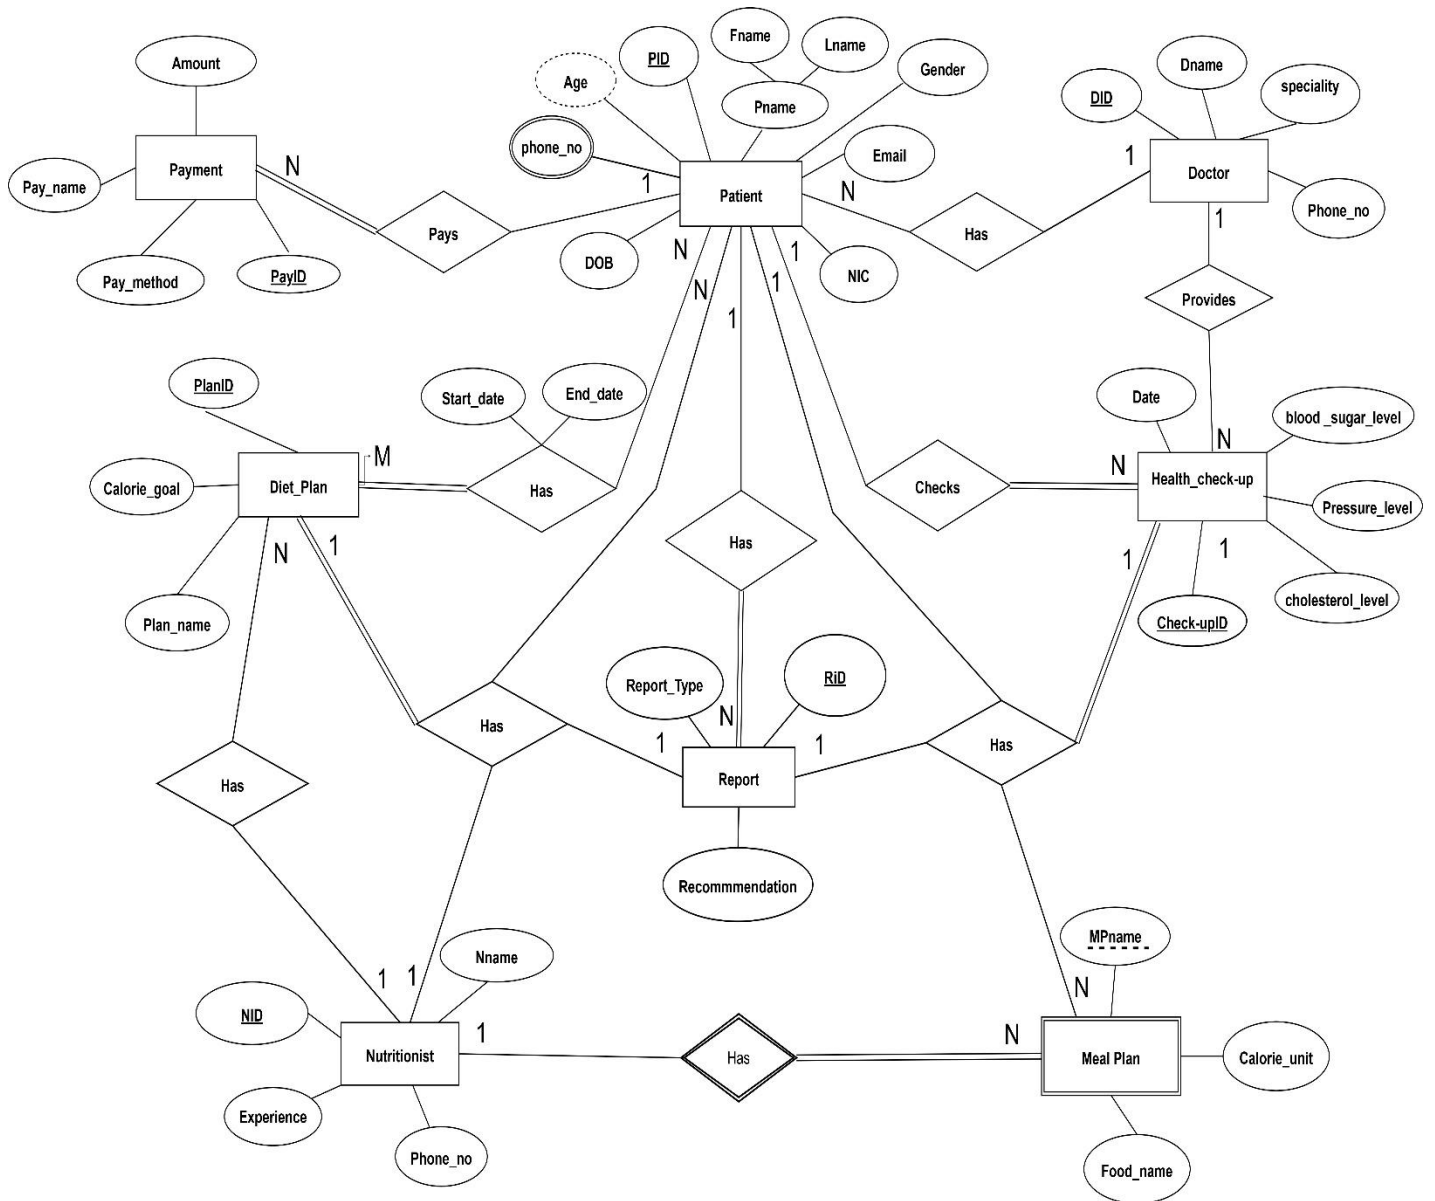 Fname
Lname
PID
Amount
Age
Pname
Gender
Dname
DID
speciality
phone_no
Email
N
1
1
Payment
Patient
N
Doctor
Pay_name
Pays
Has
Phone_no
1
DOB
N
1
NIC
Pay_method
PayID
N
1
1
Provides
PlanID
Start_date
End_date
Date
blood _sugar_level
M
N
N
Calorie_goal
Diet_Plan
Has
Checks
Health_check-up
Pressure_level
N
1
Has
1
1
Plan_name
cholesterol_level
Check-upID
Report_Type
RiD
N
Has
1
1
Has
Has
Report
Recommmendation
MPname
Nname
1
1
N
NID
1
N
Nutritionist
Has
Meal Plan
Calorie_unit
Experience
Phone_no
Food_name